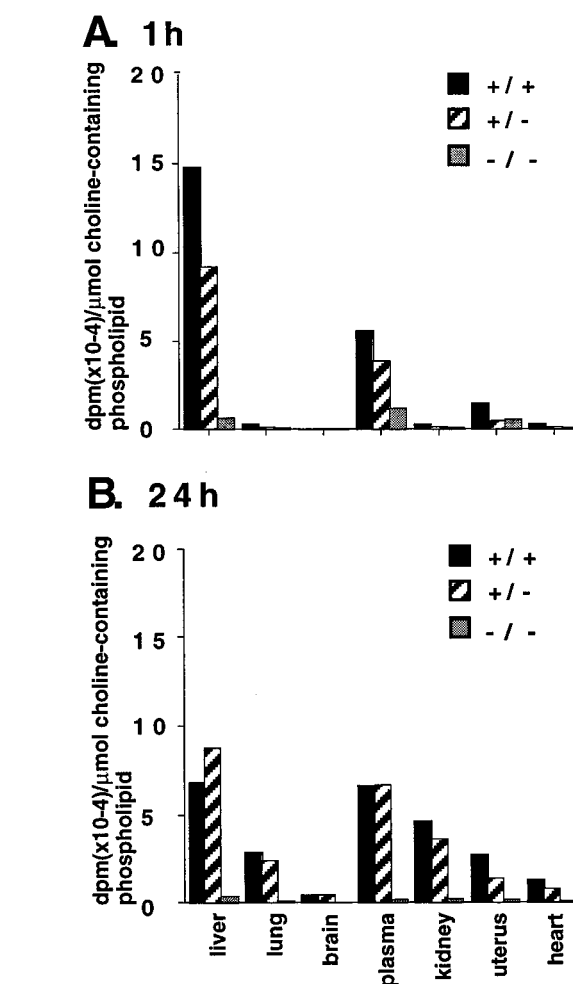 A. 1h
dpm(x10-4)/µmol choline-containing
phospholipid
20
15
10
5
0
+/+
+/-
-/-
B. 24h
dpm(x10-4)/µmol choline-containing
phospholipid
20
15
10
5
0
+/+
+/-
-/-
liver
lung
brain
plasma
kidney
uterus
heart